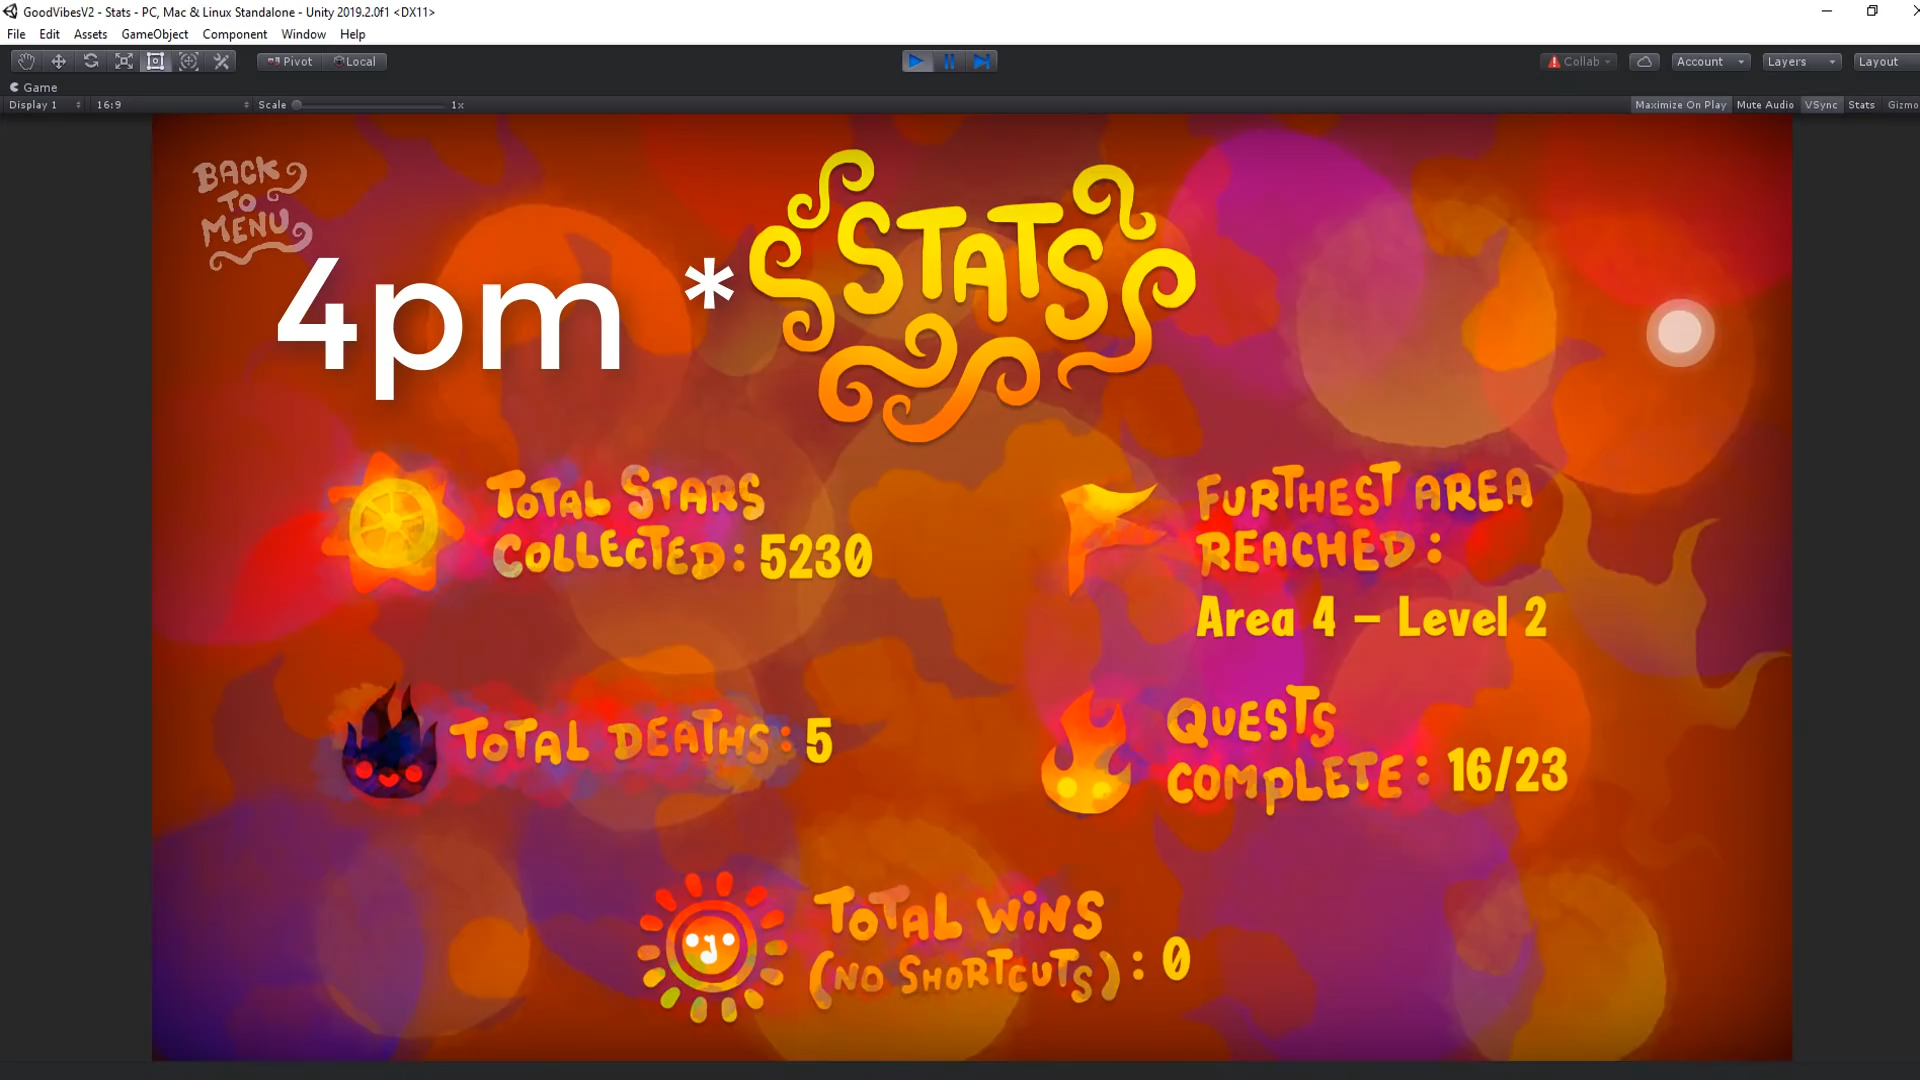 GoodVibesV2 - Stats - PC, Mac & Linux Standalone - Unity 2019.2.0f1 <DX11>
File Edit Assets GameObject Component Window Help
Pivot Local Collab Account Layers Layout
Game
Display 1 16:9 Scale 1x Maximize On Play Mute Audio VSync Stats Gizmo
BACK
TO
MENU
STATS
4pm *
TOTAL STARS
COLLECTED: 5230
FURTHEST AREA
REACHED:
Area 4 – Level 2
TOTAL DEATHS: 5
QUESTS
COMPLETE: 16/23
TOTAL WiNS
(NO SHORTCUTS): 0